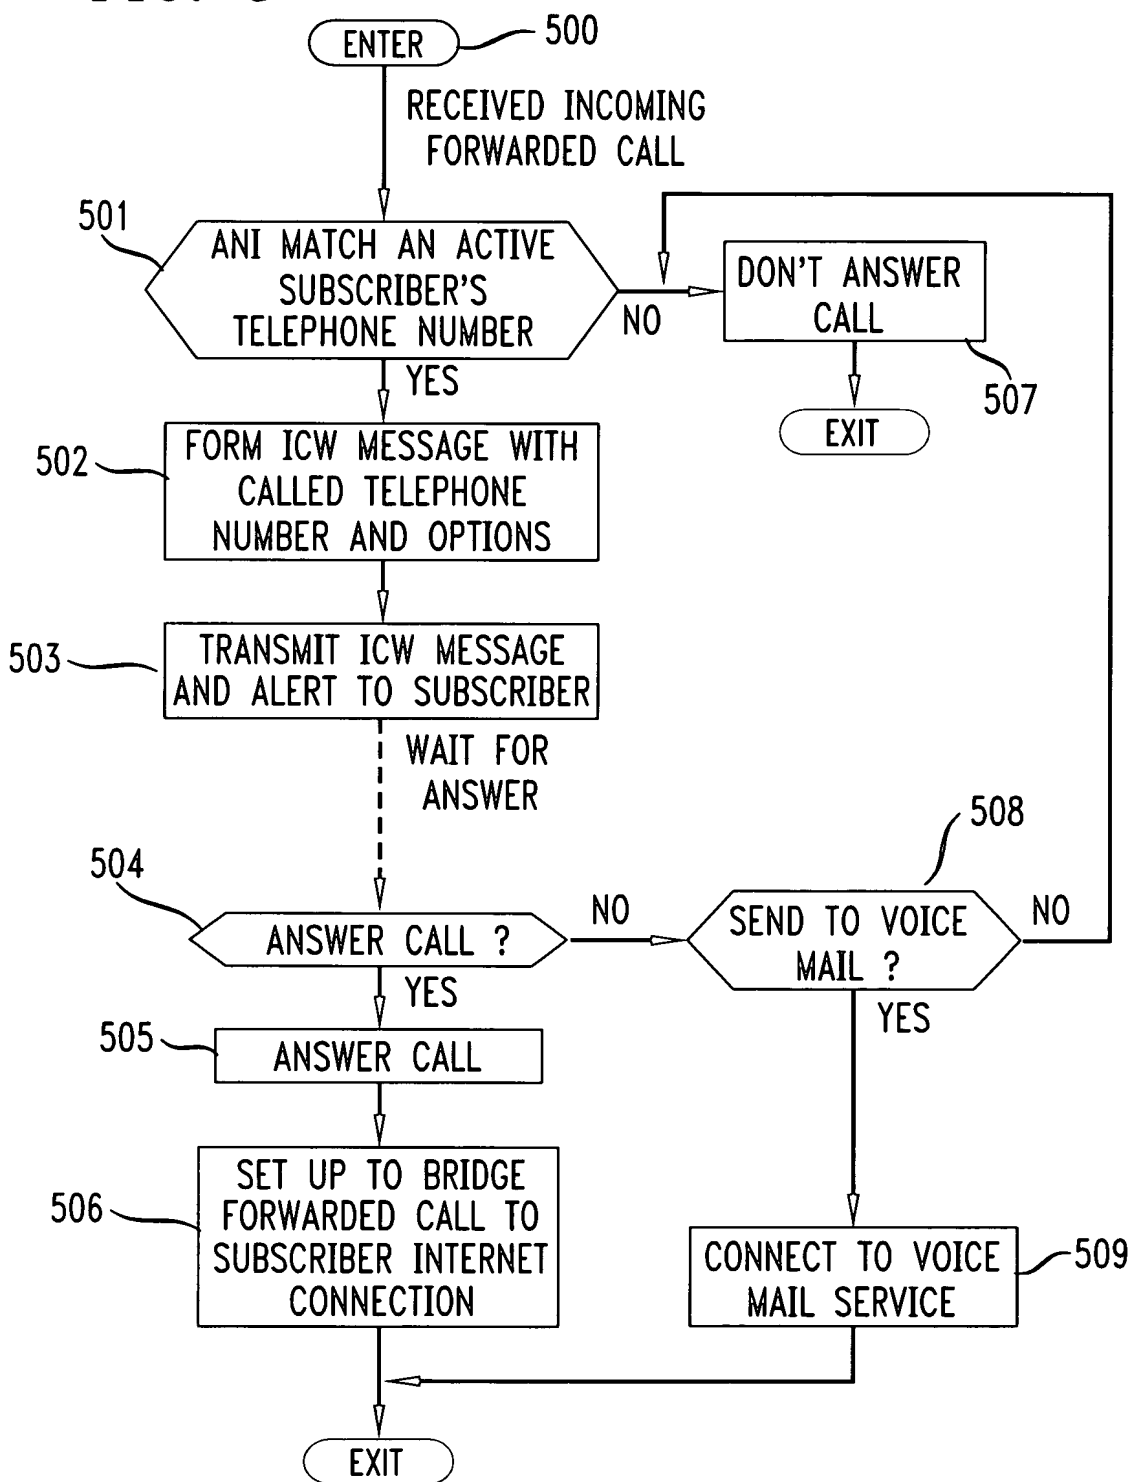 ENTER
500
RECEIVED INCOMING
FORWARDED CALL
501
ANI MATCH AN ACTIVE
SUBSCRIBER'S
TELEPHONE NUMBER
NO
DON'T ANSWER
CALL
507
EXIT
YES
502
FORM ICW MESSAGE WITH
CALLED TELEPHONE
NUMBER AND OPTIONS
503
TRANSMIT ICW MESSAGE
AND ALERT TO SUBSCRIBER
WAIT FOR
ANSWER
504
ANSWER CALL ?
NO
508
SEND TO VOICE
MAIL ?
NO
YES
YES
505
ANSWER CALL
506
SET UP TO BRIDGE
FORWARDED CALL TO
SUBSCRIBER INTERNET
CONNECTION
CONNECT TO VOICE
MAIL SERVICE
509
EXIT